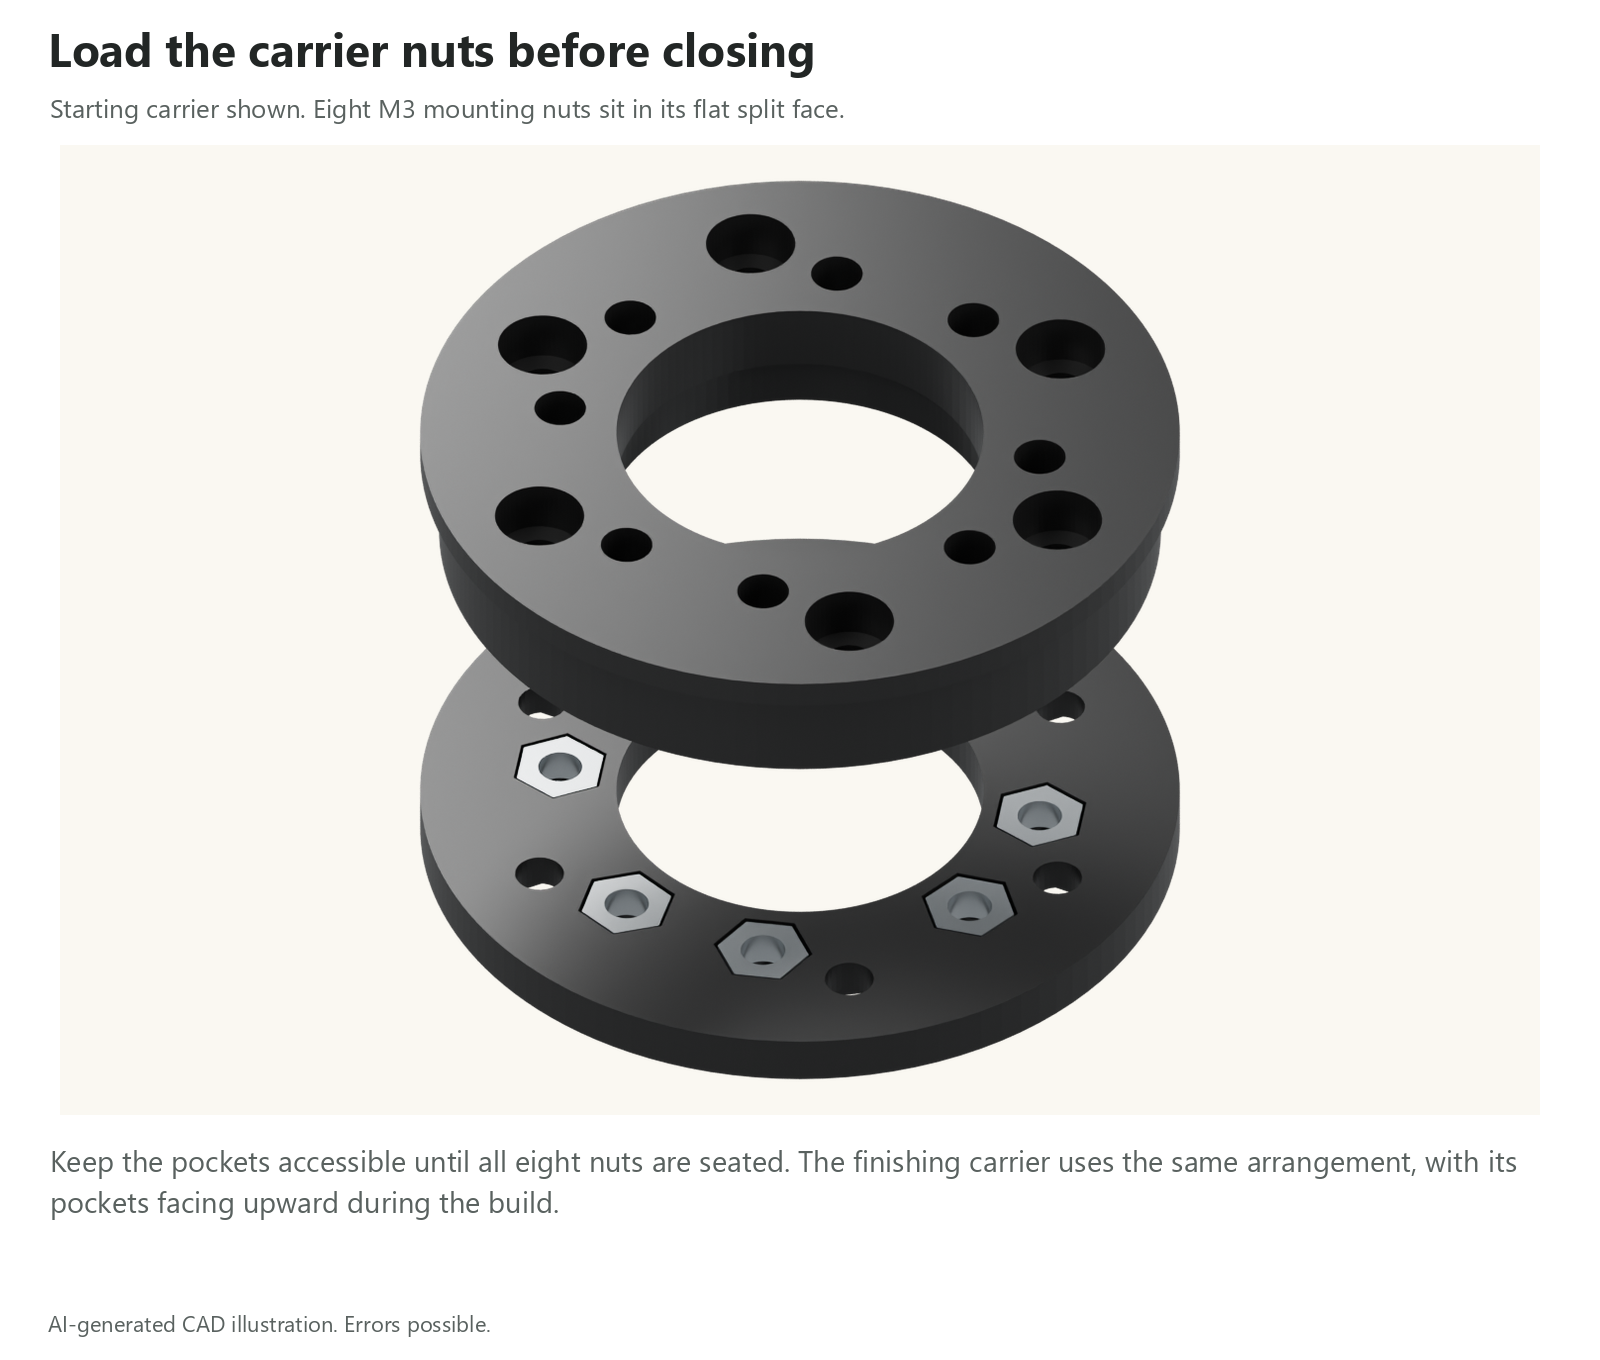 Load the carrier nuts before closing
Starting carrier shown. Eight M3 mounting nuts sit in its flat split face.
Keep the pockets accessible until all eight nuts are seated. The finishing carrier uses the same arrangement, with its
pockets facing upward during the build.
AI-generated CAD illustration. Errors possible.